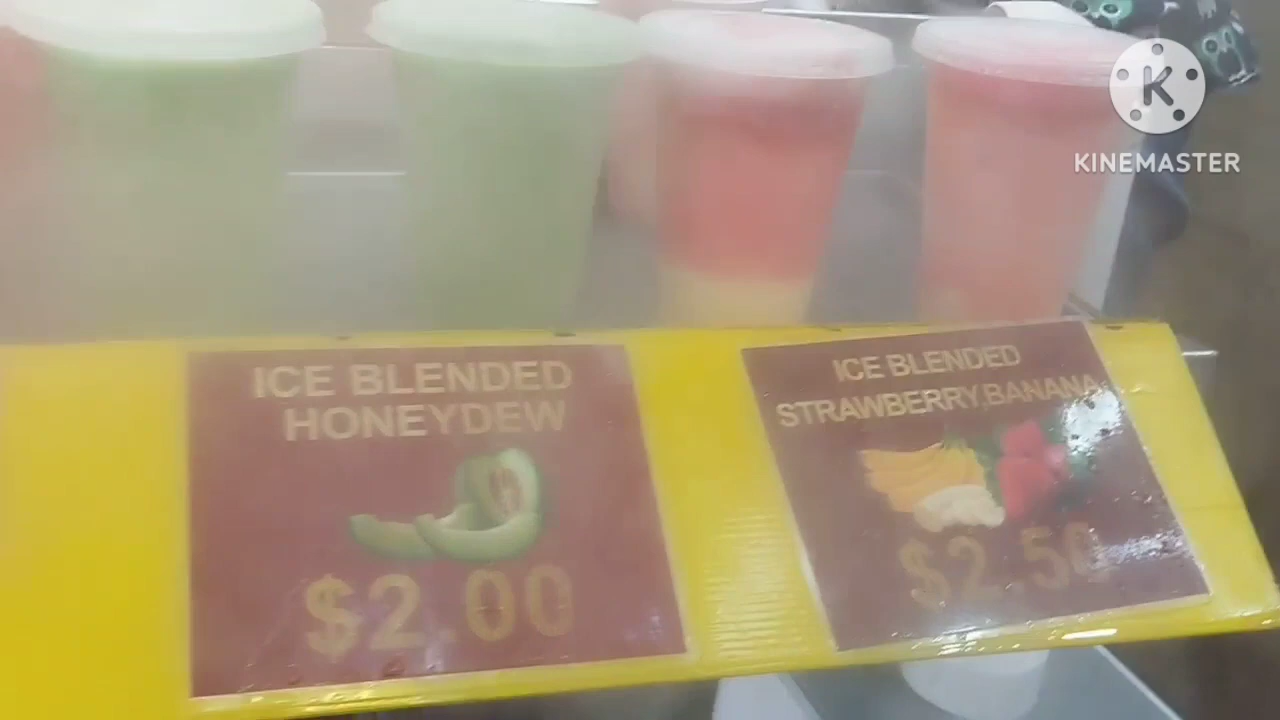 K
KINEMASTER
ICE BLENDED
HONEYDEW
$2.00
ICE BLENDED
STRAWBERRY,BANANA
$2.50